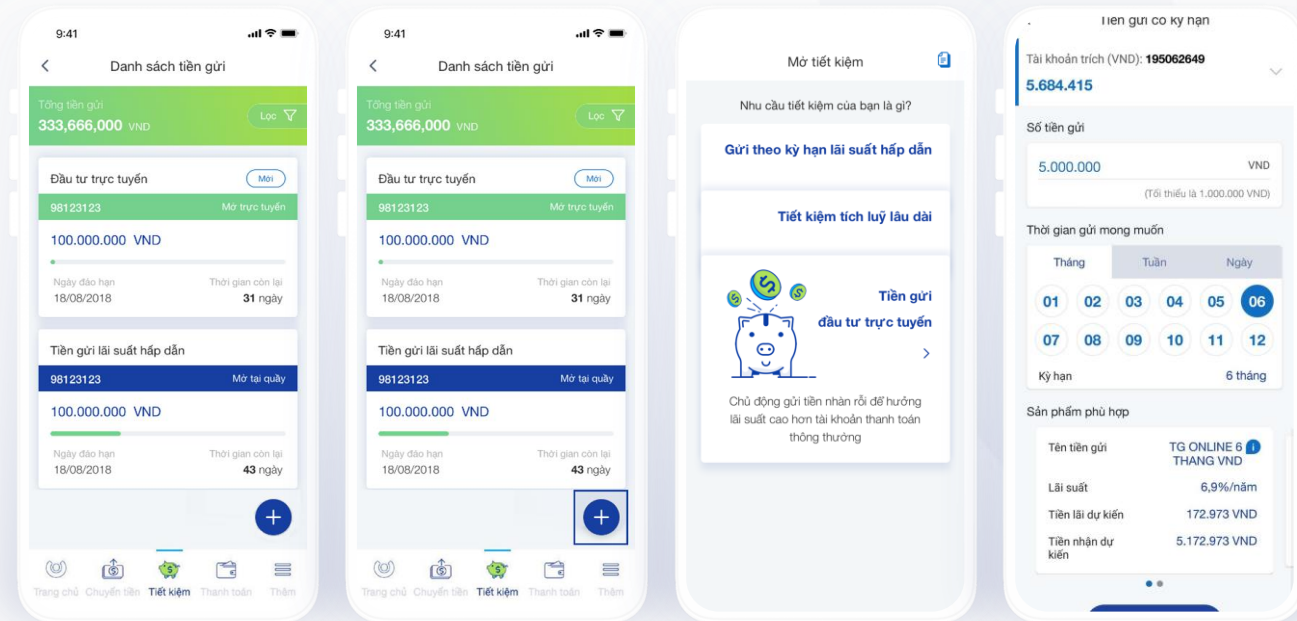 9:41
Danh sách tiền gửi
Tổng tiền gửi
333,666,000 VND
Lọc
Đầu tư trực tuyến
Mới
98123123
Mở trực tuyến
100.000.000 VND
Ngày đáo hạn
Thời gian còn lại
18/08/2018
31 ngày
Tiền gửi lãi suất hấp dẫn
98123123
Mở tại quầy
100.000.000 VND
Ngày đáo hạn
Thời gian còn lại
18/08/2018
43 ngày
Trang chủ
Chuyển tiền
Tiết kiệm
Thanh toán
Thêm
9:41
Danh sách tiền gửi
Tổng tiền gửi
333,666,000 VND
Lọc
Đầu tư trực tuyến
Mới
98123123
Mở trực tuyến
100.000.000 VND
Ngày đáo hạn
Thời gian còn lại
18/08/2018
31 ngày
Tiền gửi lãi suất hấp dẫn
98123123
Mở tại quầy
100.000.000 VND
Ngày đáo hạn
Thời gian còn lại
18/08/2018
43 ngày
Trang chủ
Chuyển tiền
Tiết kiệm
Thanh toán
Thêm
Mở tiết kiệm
Nhu cầu tiết kiệm của bạn là gì?
Gửi theo kỳ hạn lãi suất hấp dẫn
Tiết kiệm tích luỹ lâu dài
Tiền gửi
đầu tư trực tuyến
Chủ động gửi tiền nhàn rỗi để hưởng
lãi suất cao hơn tài khoản thanh toán
thông thường
Tiền gửi có kỳ hạn
Tài khoản trích (VND): 195062649
5.684.415
Số tiền gửi
5.000.000
VND
(Tối thiểu là 1.000.000 VND)
Thời gian gửi mong muốn
Tháng
Tuần
Ngày
01 02 03 04 05 06
07 08 09 10 11 12
Kỳ hạn
6 tháng
Sản phẩm phù hợp
Tên tiền gửi
TG ONLINE 6
THANG VND
Lãi suất
6,9%/năm
Tiền lãi dự kiến
172.973 VND
Tiền nhận dự
kiến
5.172.973 VND